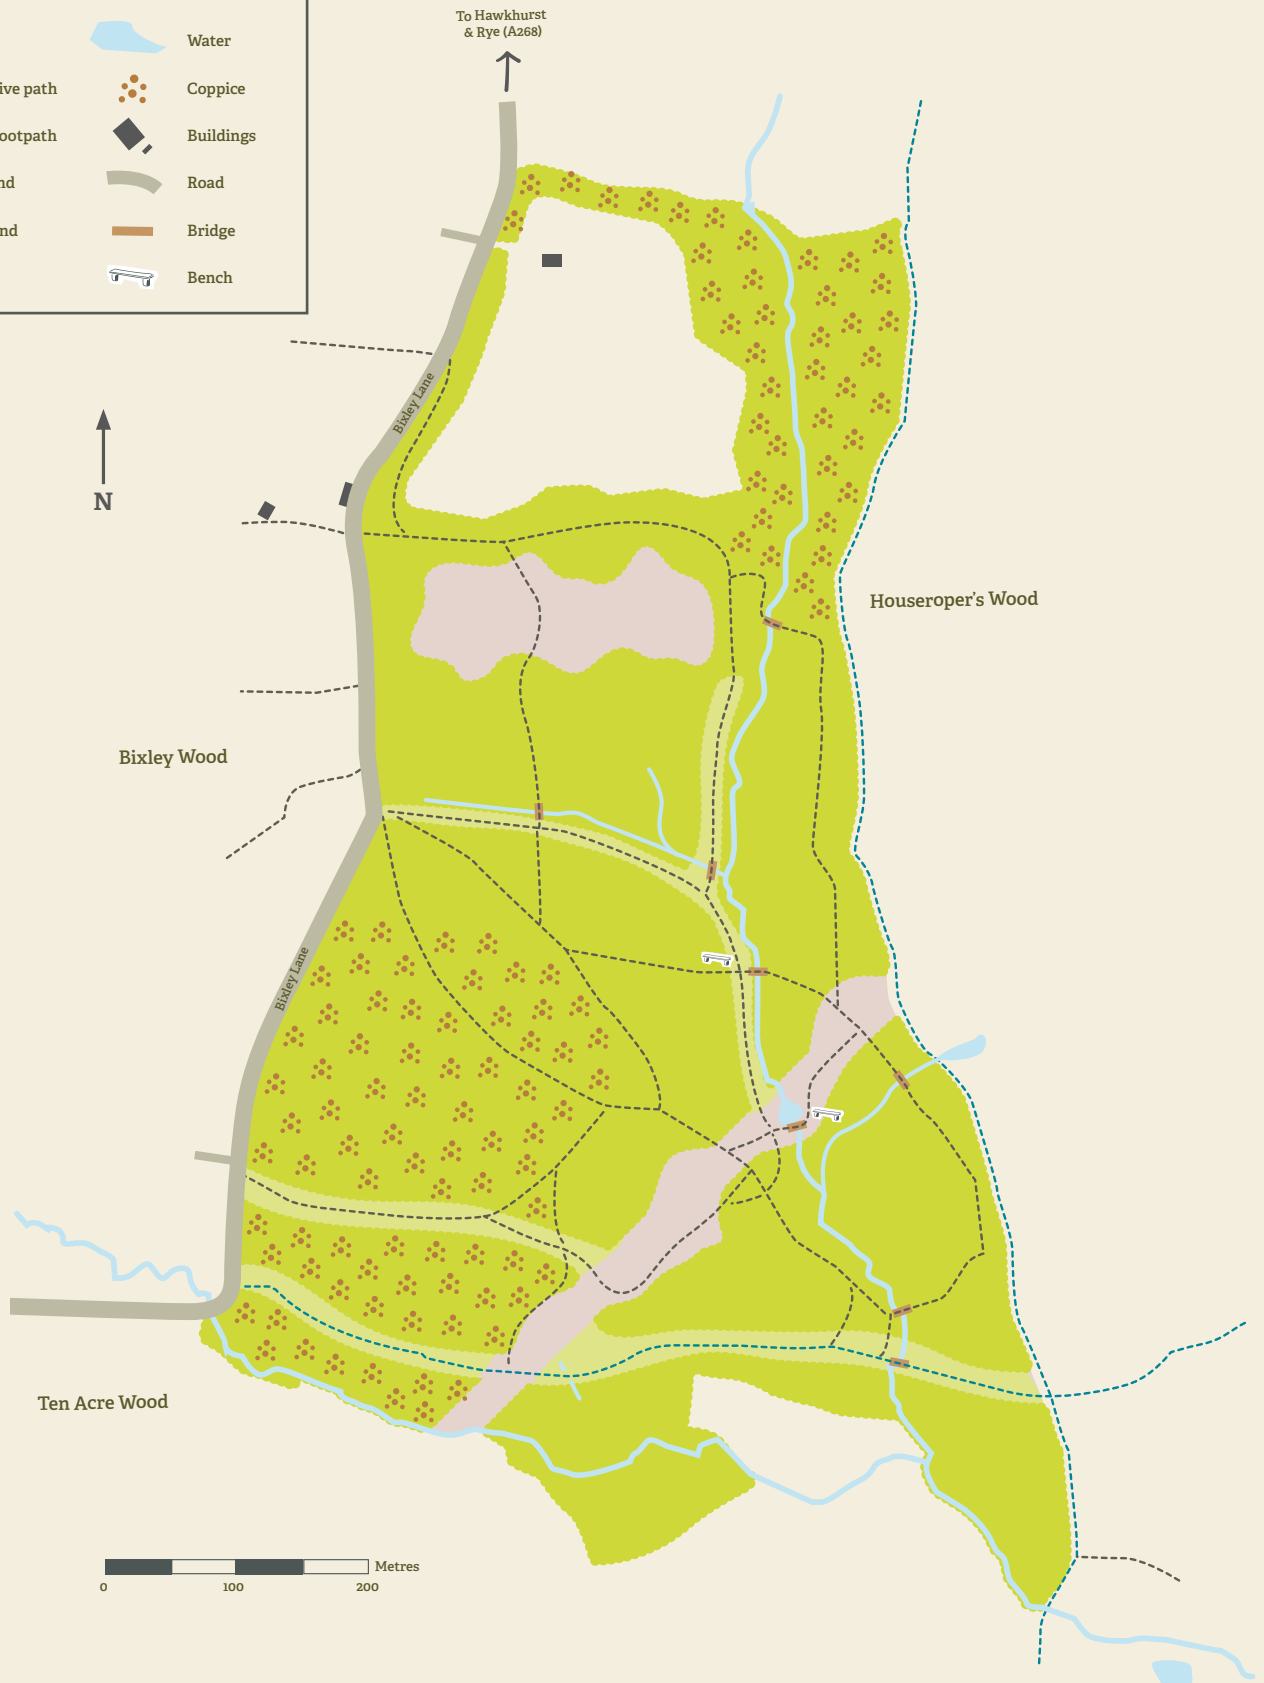 To Hawkhurst
& Rye (A268)
Water
ive path
Coppice
ootpath
Buildings
nd
Road
nd
Bridge
Bench
Bixley Lane
N
Houseroper's Wood
Bixley Wood
Bixley Lane
Ten Acre Wood
Metres
0 100 200